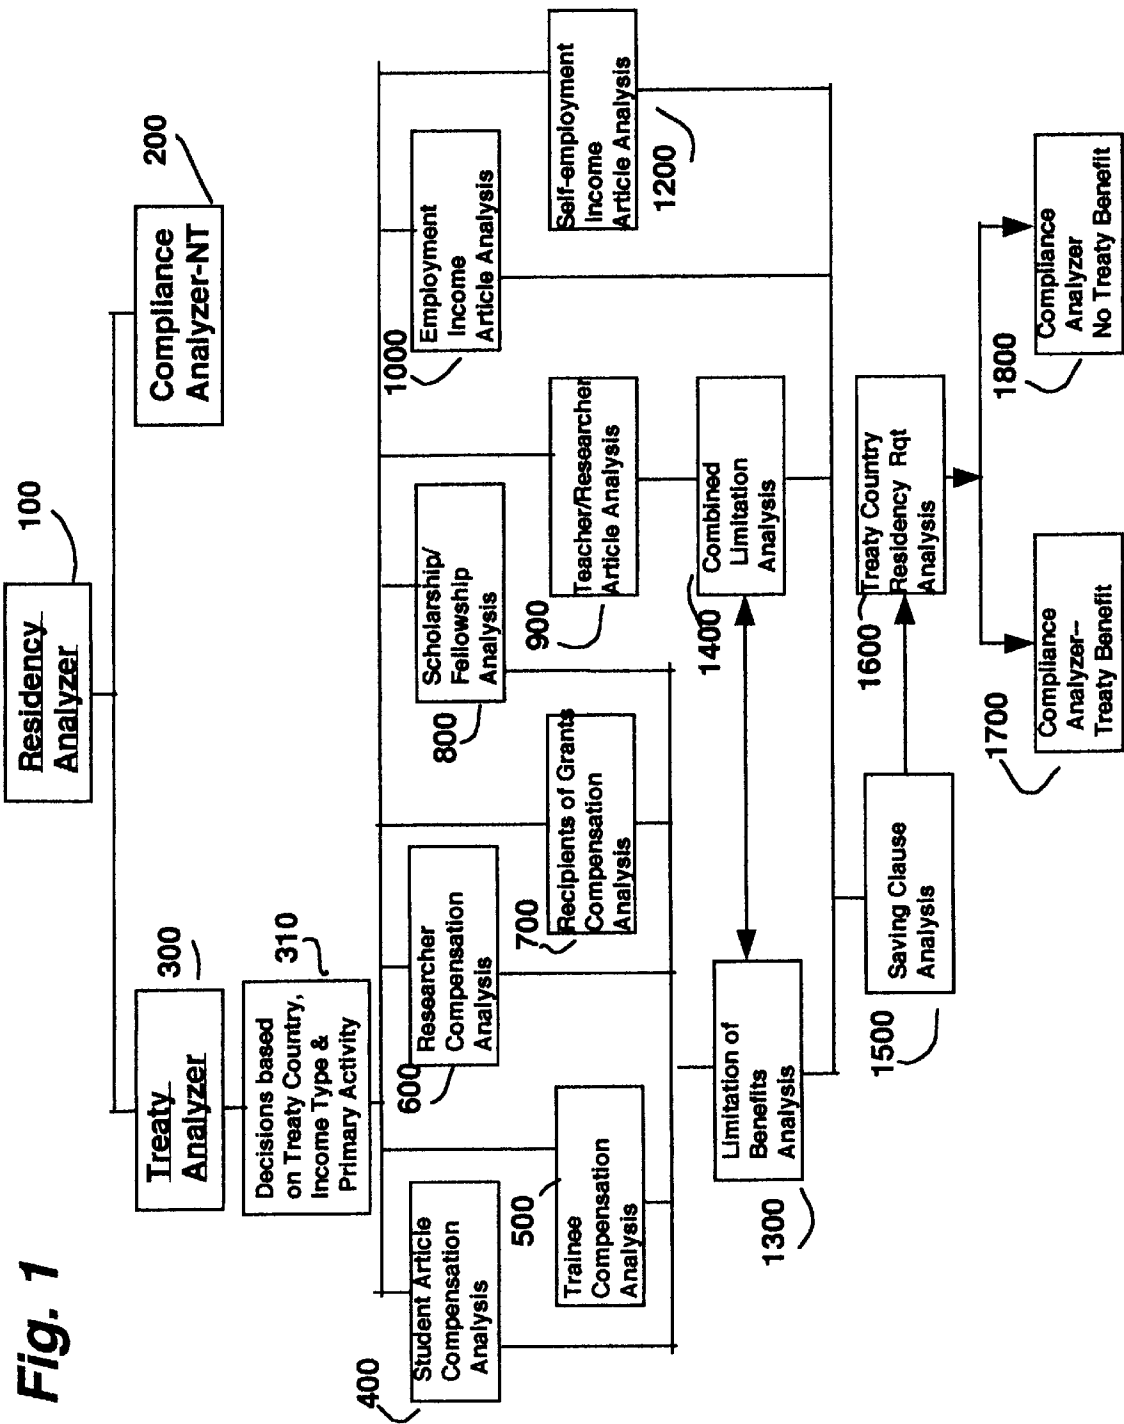 Fig. 1
Residency
Analyzer
100
Treaty
Analyzer
300
Compliance
Analyzer-NT
200
Decisions based
on Treaty Country,
Income Type &
Primary Activity
310
400
Student Article
Compensation
Analysis
600
Researcher
Compensation
Analysis
800
Scholarship/
Fellowship
Analysis
1000
Employment
Income
Article Analysis
500
Trainee
Compensation
Analysis
700
Recipients of Grants
Compensation
Analysis
900
Teacher/Researcher
Article Analysis
Self-employment
Income
Article Analysis
1200
1300
Limitation of
Benefits
Analysis
1400
Combined
Limitation
Analysis
1500
Saving Clause
Analysis
1600
Treaty Country
Residency Rqt
Analysis
1700
Compliance
Analyzer--
Treaty Benefit
1800
Compliance
Analyzer
No Treaty Benefit